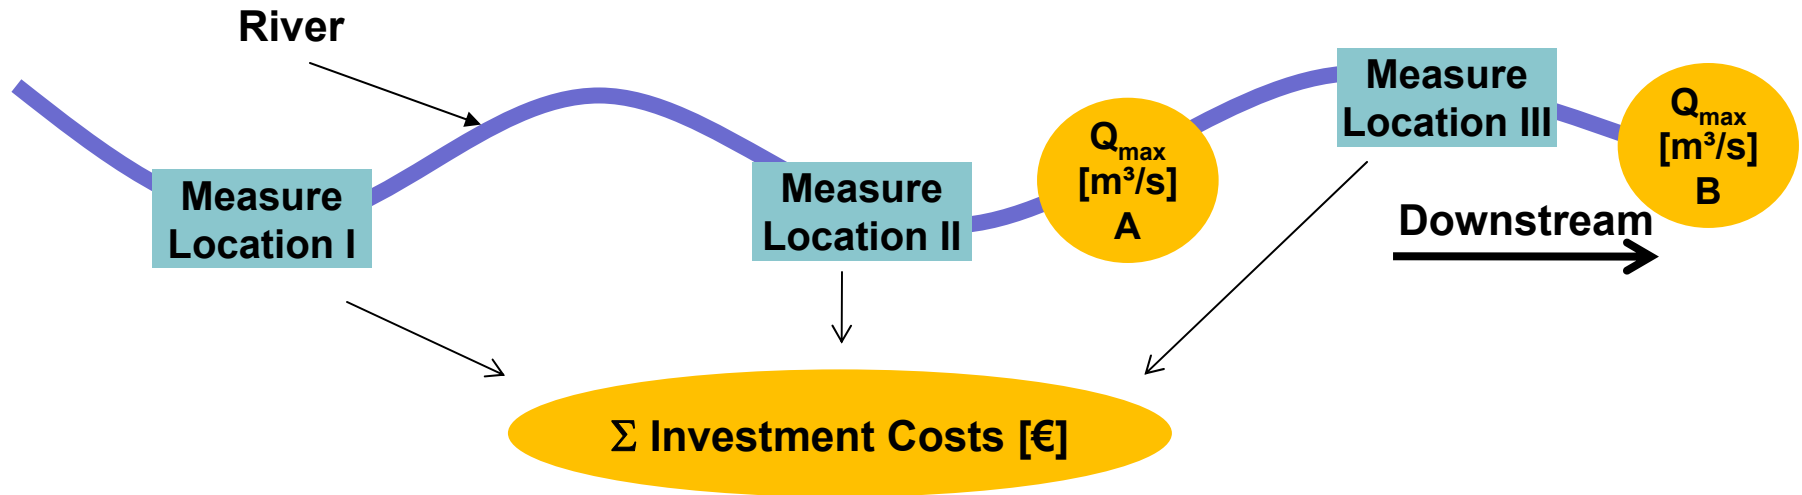 River
Measure
Location I
Measure
Location II
Qmax
[m³/s]
A
Measure
Location III
Qmax
[m³/s]
B
Downstream
Σ Investment Costs [€]